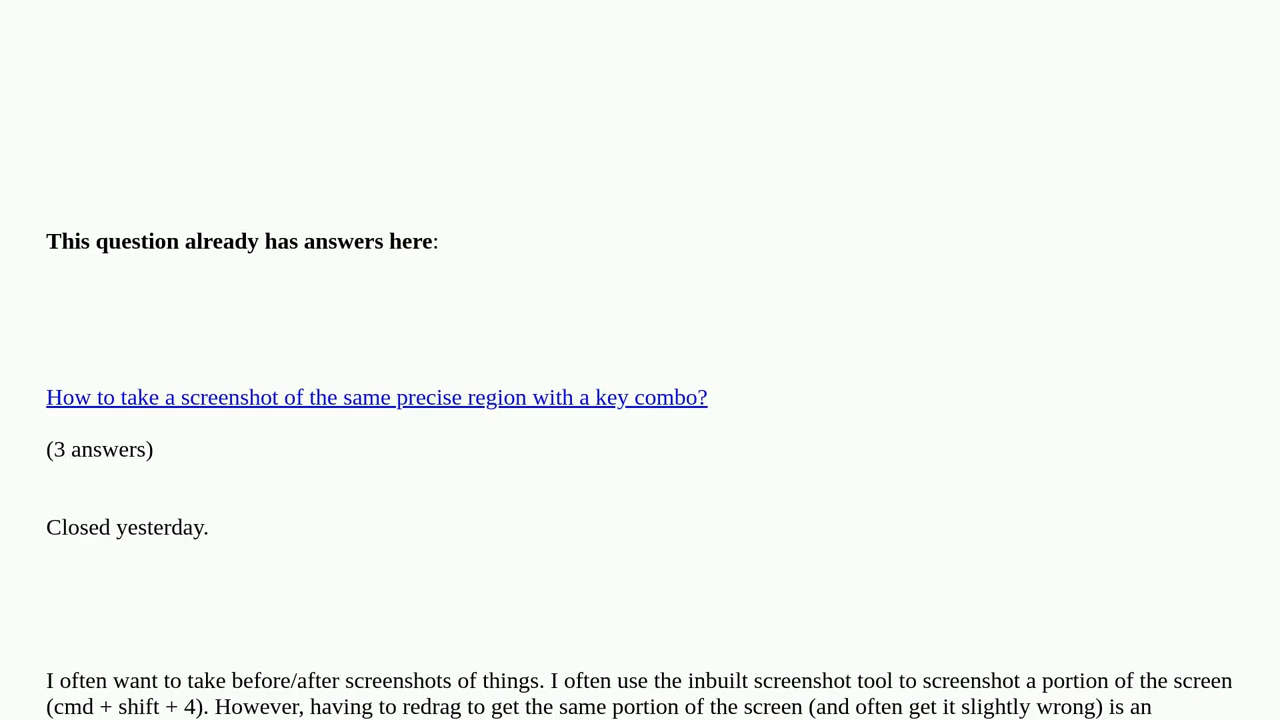 This question already has answers here:
How to take a screenshot of the same precise region with a key combo?
(3 answers)
Closed yesterday.
I often want to take before/after screenshots of things. I often use the inbuilt screenshot tool to screenshot a portion of the screen
(cmd + shift + 4). However, having to redrag to get the same portion of the screen (and often get it slightly wrong) is an